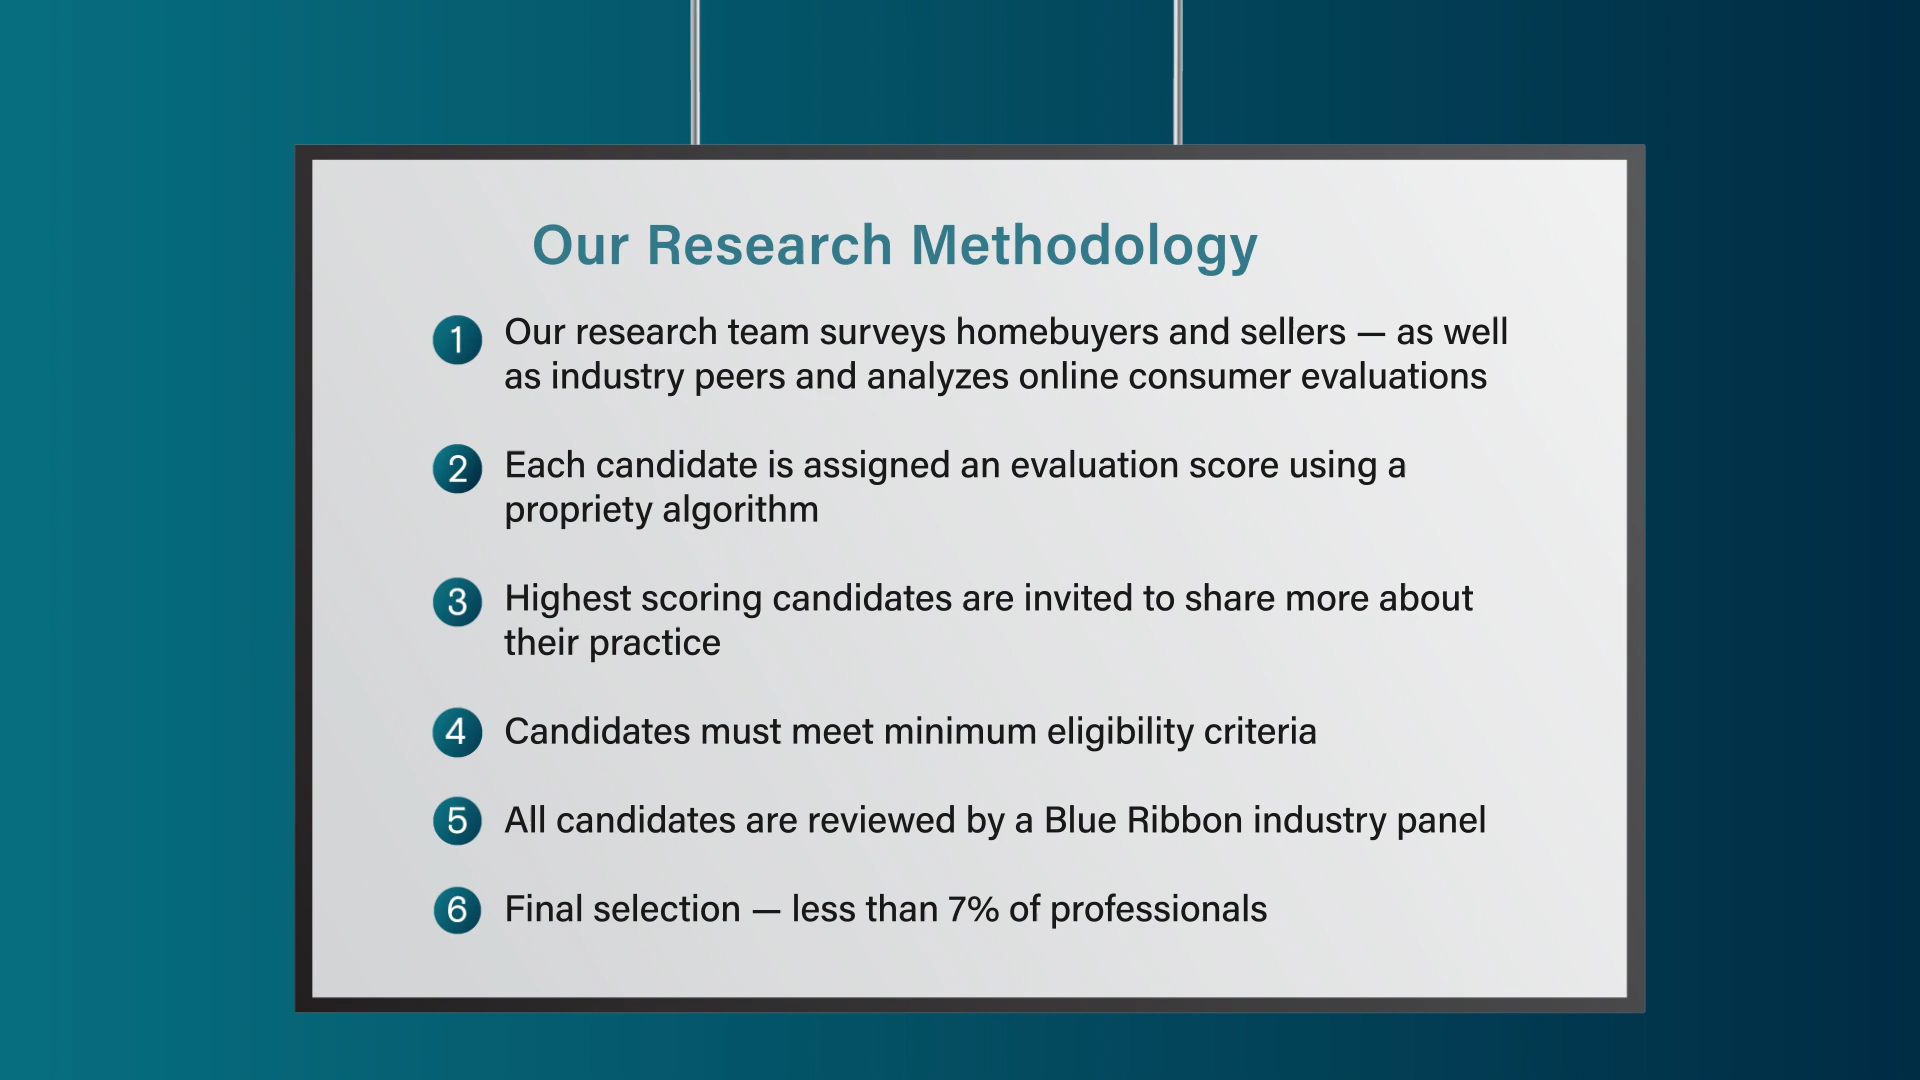 Our Research Methodology
1 Our research team surveys homebuyers and sellers — as well
as industry peers and analyzes online consumer evaluations
2 Each candidate is assigned an evaluation score using a
propriety algorithm
3 Highest scoring candidates are invited to share more about
their practice
4 Candidates must meet minimum eligibility criteria
5 All candidates are reviewed by a Blue Ribbon industry panel
6 Final selection — less than 7% of professionals